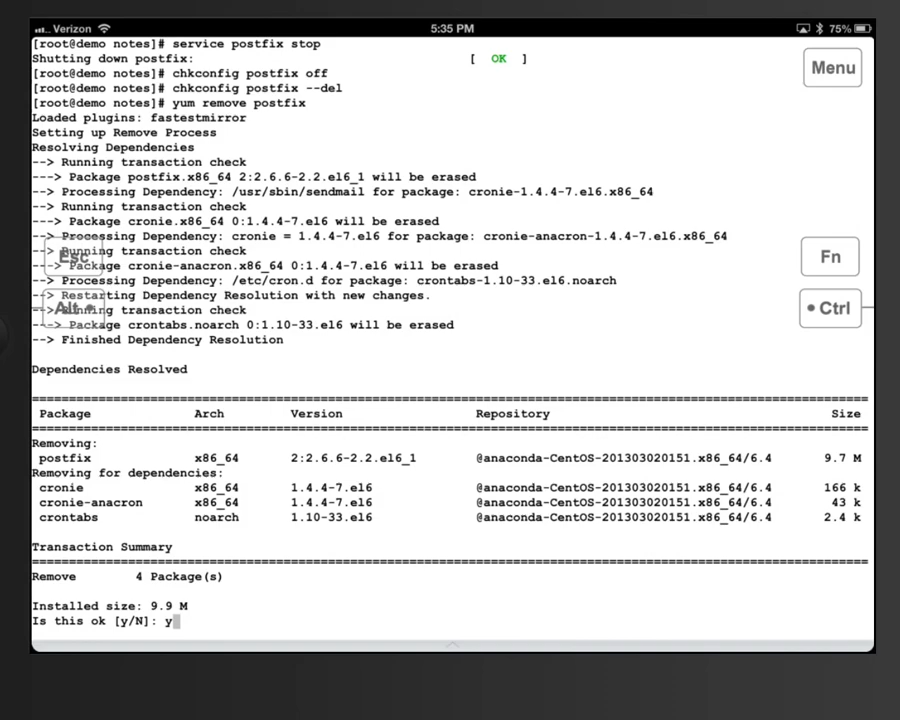 Verizon
5:35 PM
75%
[root@demo notes]# service postfix stop
Shutting down postfix: [ OK ]
[root@demo notes]# chkconfig postfix off
[root@demo notes]# chkconfig postfix --del
[root@demo notes]# yum remove postfix
Loaded plugins: fastestmirror
Setting up Remove Process
Resolving Dependencies
--> Running transaction check
---> Package postfix.x86_64 2:2.6.6-2.2.el6_1 will be erased
--> Processing Dependency: /usr/sbin/sendmail for package: cronie-1.4.4-7.el6.x86_64
--> Running transaction check
---> Package cronie.x86_64 0:1.4.4-7.el6 will be erased
--> Processing Dependency: cronie = 1.4.4-7.el6 for package: cronie-anacron-1.4.4-7.el6.x86_64
--> Running transaction check
---> Package cronie-anacron.x86_64 0:1.4.4-7.el6 will be erased
--> Processing Dependency: /etc/cron.d for package: crontabs-1.10-33.el6.noarch
--> Restarting Dependency Resolution with new changes.
--> Running transaction check
---> Package crontabs.noarch 0:1.10-33.el6 will be erased
--> Finished Dependency Resolution
Dependencies Resolved
================================================================================
Package Arch Version Repository Size
================================================================================
Removing:
postfix x86_64 2:2.6.6-2.2.el6_1 @anaconda-CentOS-201303020151.x86_64/6.4 9.7 M
Removing for dependencies:
cronie x86_64 1.4.4-7.el6 @anaconda-CentOS-201303020151.x86_64/6.4 166 k
cronie-anacron x86_64 1.4.4-7.el6 @anaconda-CentOS-201303020151.x86_64/6.4 43 k
crontabs noarch 1.10-33.el6 @anaconda-CentOS-201303020151.x86_64/6.4 2.4 k
Transaction Summary
================================================================================
Remove 4 Package(s)
Installed size: 9.9 M
Is this ok [y/N]: y
Menu
Esc
Fn
Alt •
• Ctrl